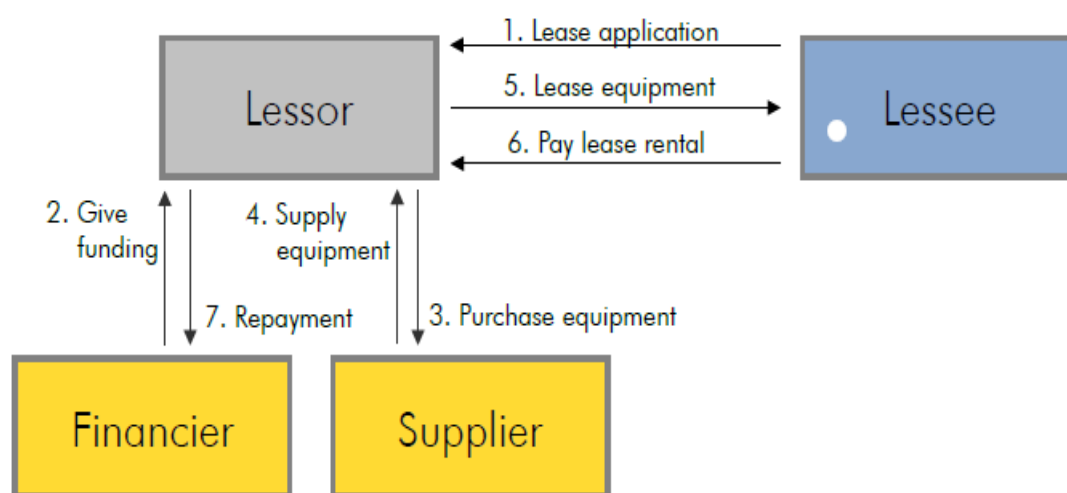 1. Lease application
Lessor
5. Lease equipment
Lessee
6. Pay lease rental
2. Give
funding
4. Supply
equipment
7. Repayment
3. Purchase equipment
Financier
Supplier